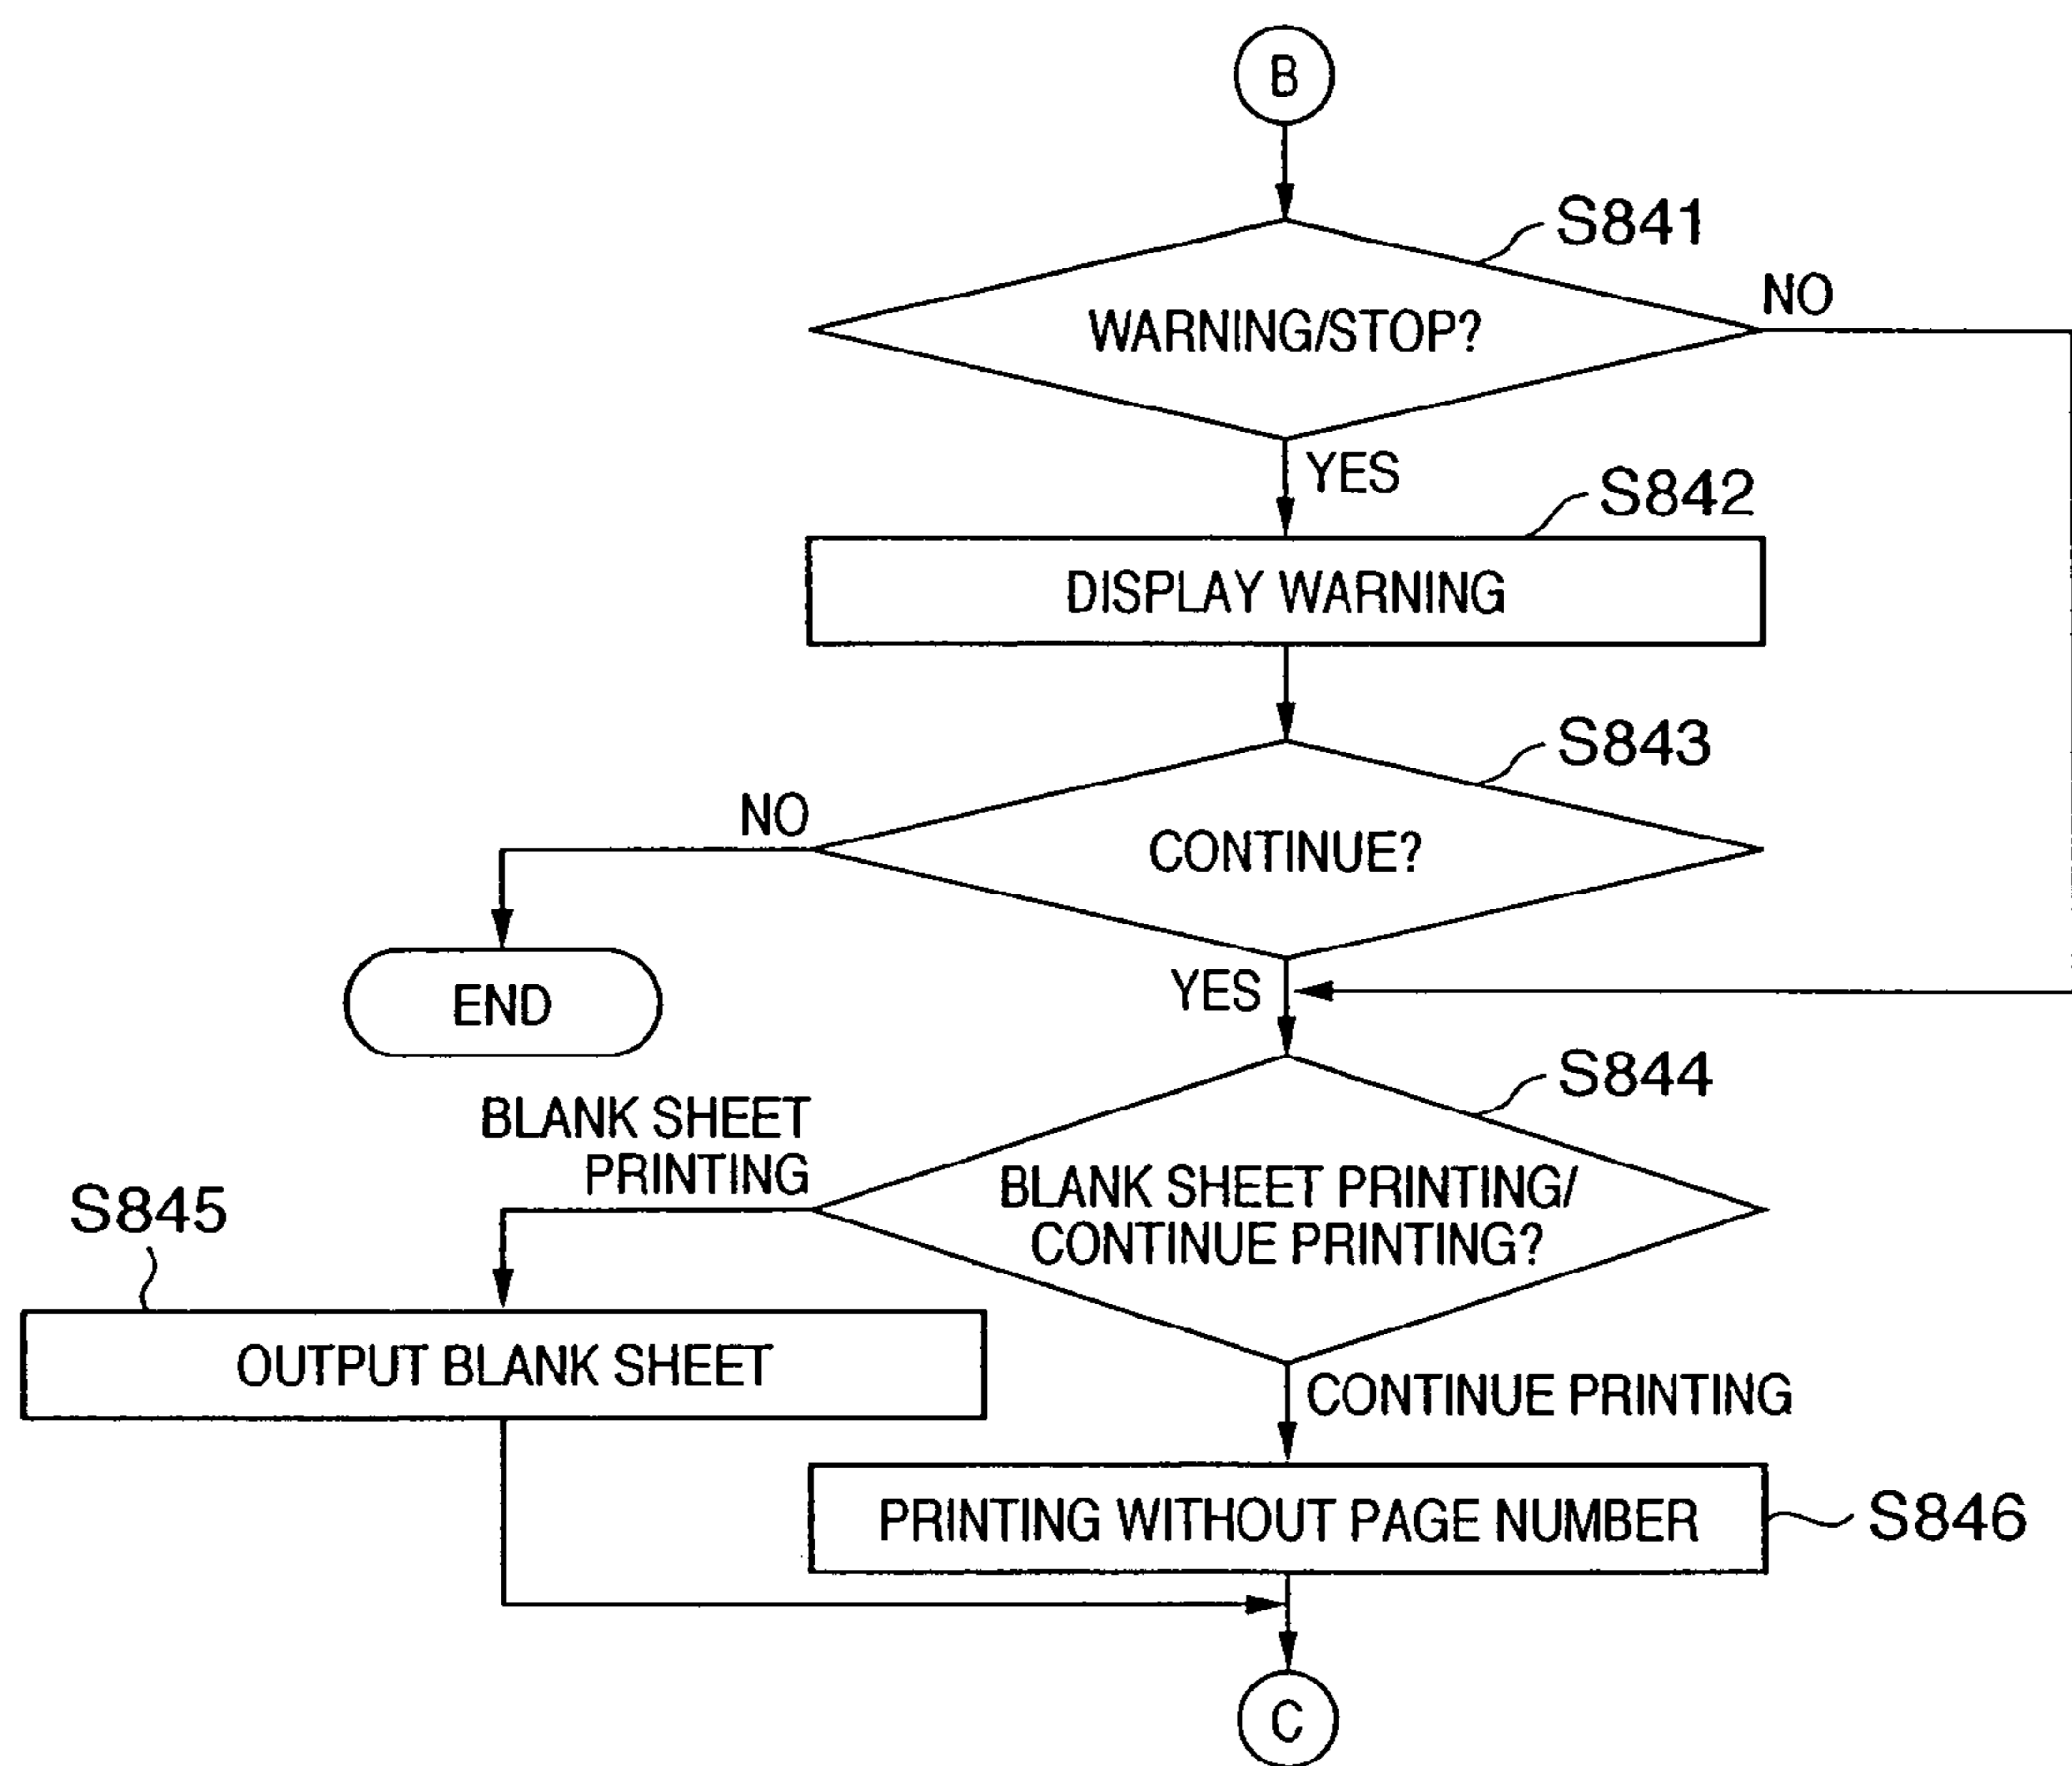 B
S841
NO
WARNING/STOP?
YES
S842
DISPLAY WARNING
S843
NO
CONTINUE?
YES
END
S844
BLANK SHEET
PRINTING
BLANK SHEET PRINTING/
CONTINUE PRINTING?
S845
OUTPUT BLANK SHEET
CONTINUE PRINTING
PRINTING WITHOUT PAGE NUMBER
S846
C